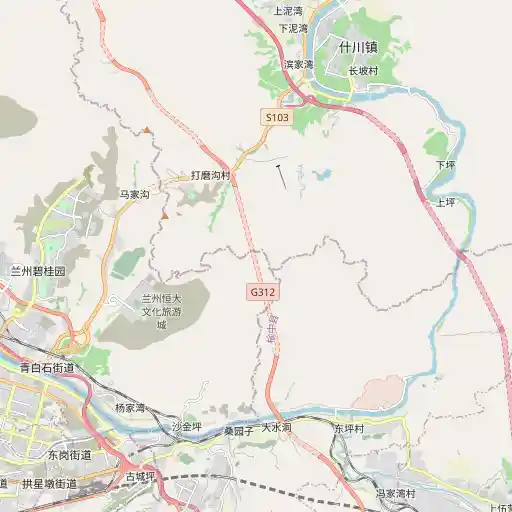 上泥湾
下泥湾
什川镇
滨家湾
长坡村
S103
下坪
打磨沟村
马家沟
上坪
兰州碧桂园
兰州恒大
文化旅游
城
G312
榆中县
青白石街道
杨家湾
沙金坪
桑园子
大水洞
东坪村
东岗街道
古城坪
拱星墩街道
道
冯家湾村